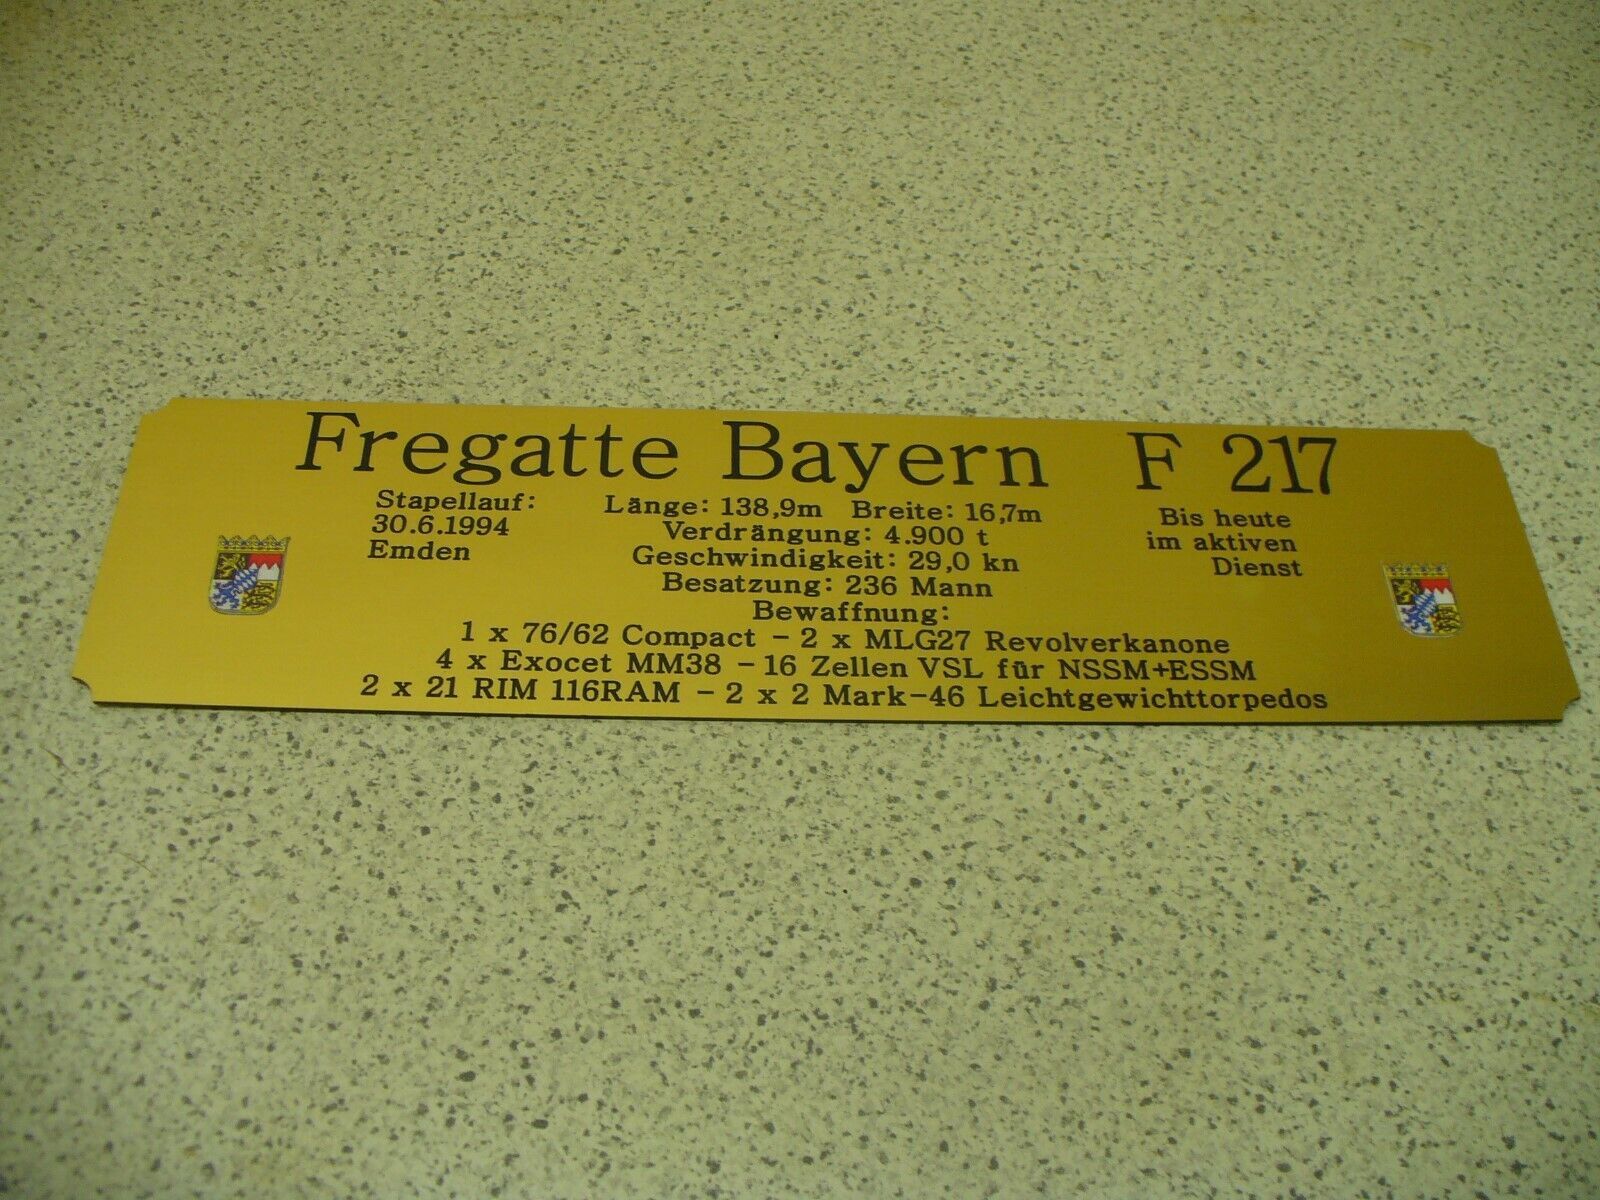 Fregatte Bayern F 217
Stapellauf:
30.6.1994
Emden
Länge: 138,9m Breite: 16,7m
Verdrängung: 4.900 t
Geschwindigkeit: 29,0 kn
Besatzung: 236 Mann
Bis heute
im aktiven
Dienst
Bewaffnung:
1 x 76/62 Compact - 2 x MLG27 Revolverkanone
4 x Exocet MM38 - 16 Zellen VSL für NSSM+ESSM
2 x 21 RIM 116RAM - 2 x 2 Mark-46 Leichtgewichttorpedos